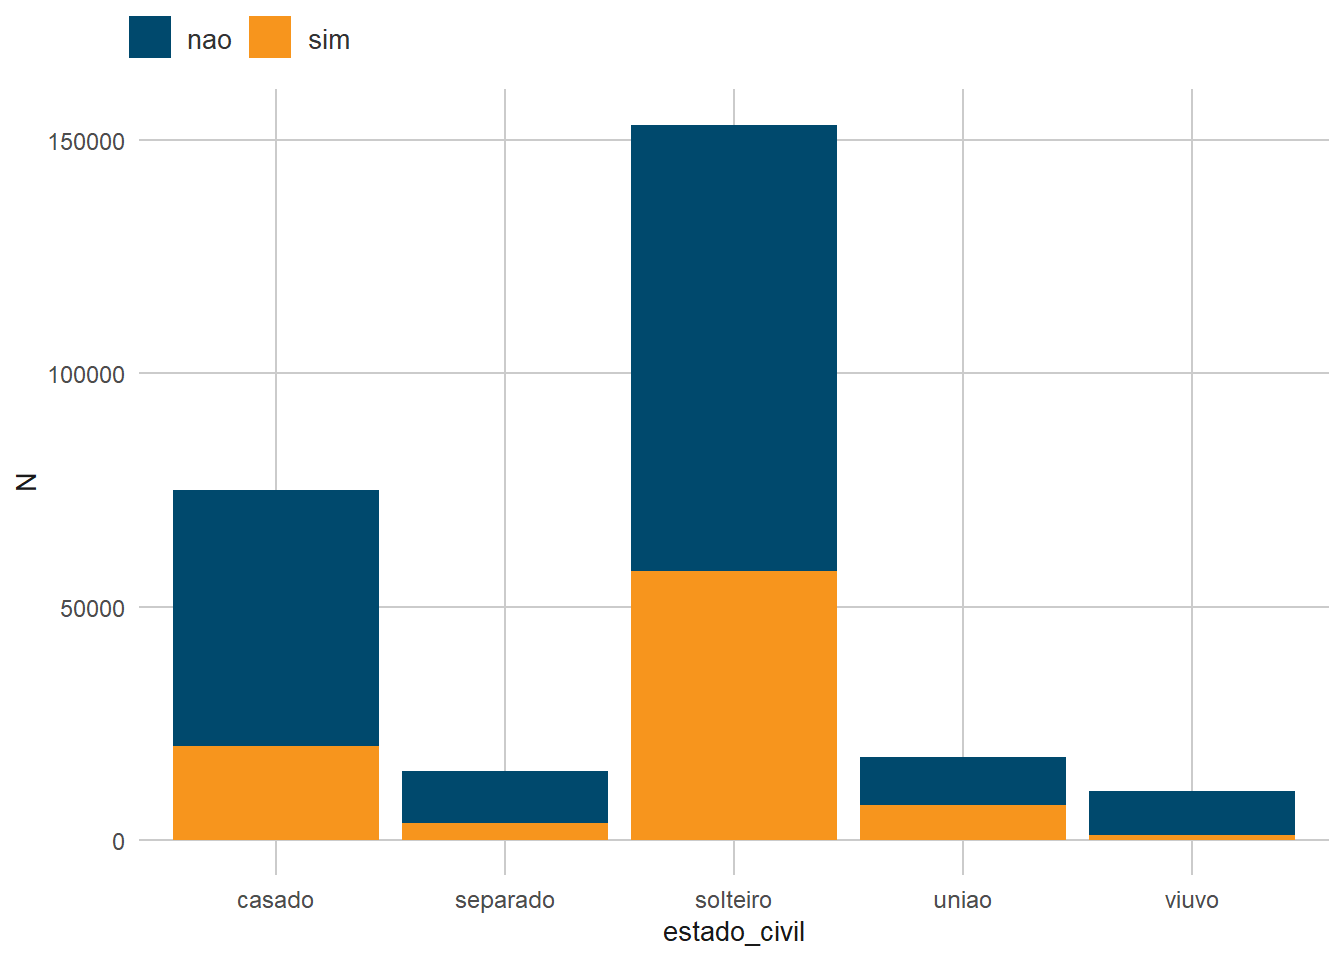 nao sim
150000
100000
50000
0
N
casado separado solteiro uniao viuvo
estado_civil